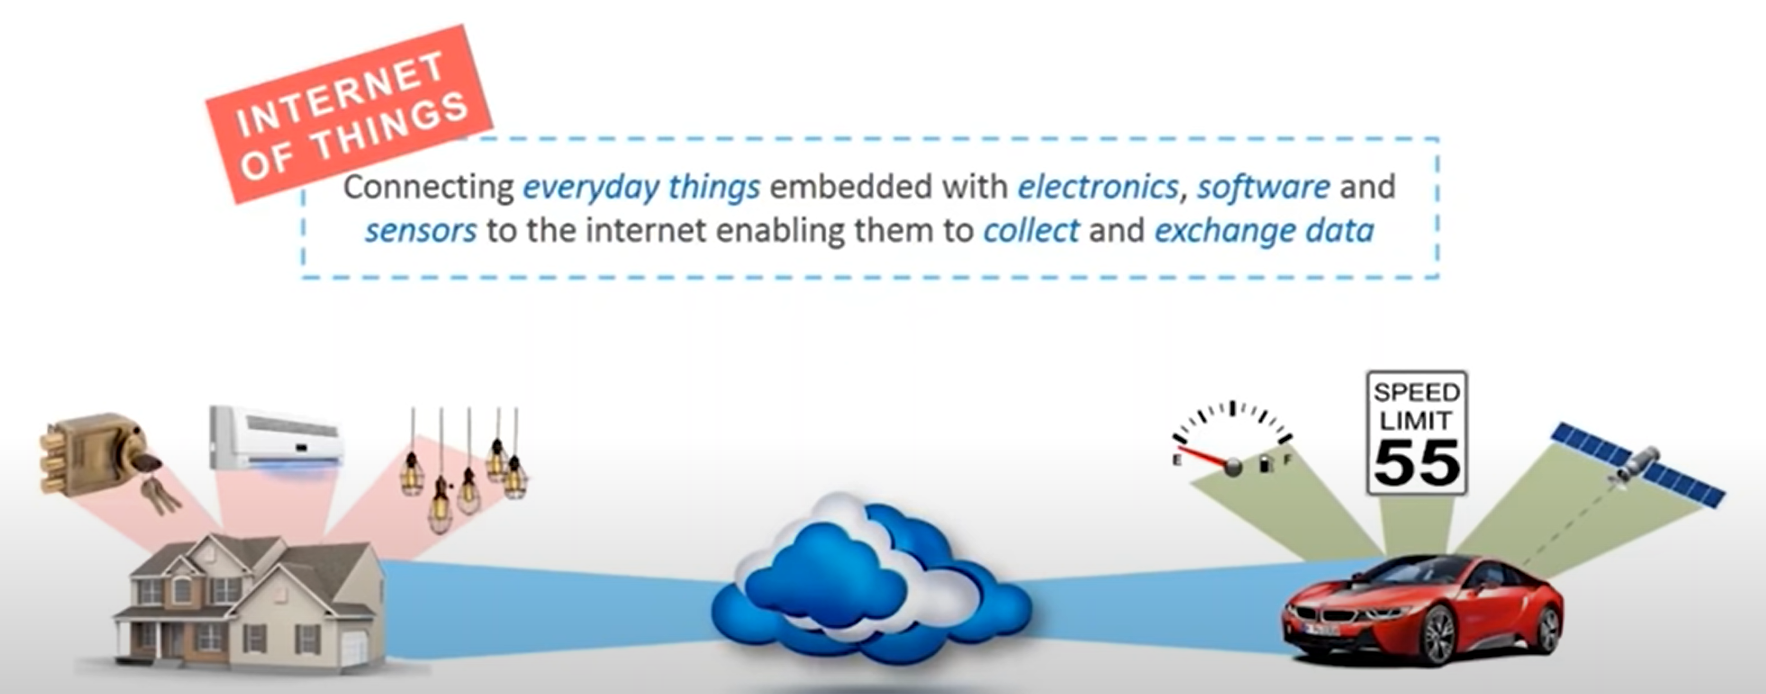 INTERNET
OF THINGS
Connecting everyday things embedded with electronics, software and
sensors to the internet enabling them to collect and exchange data
E
F
SPEED
LIMIT
55